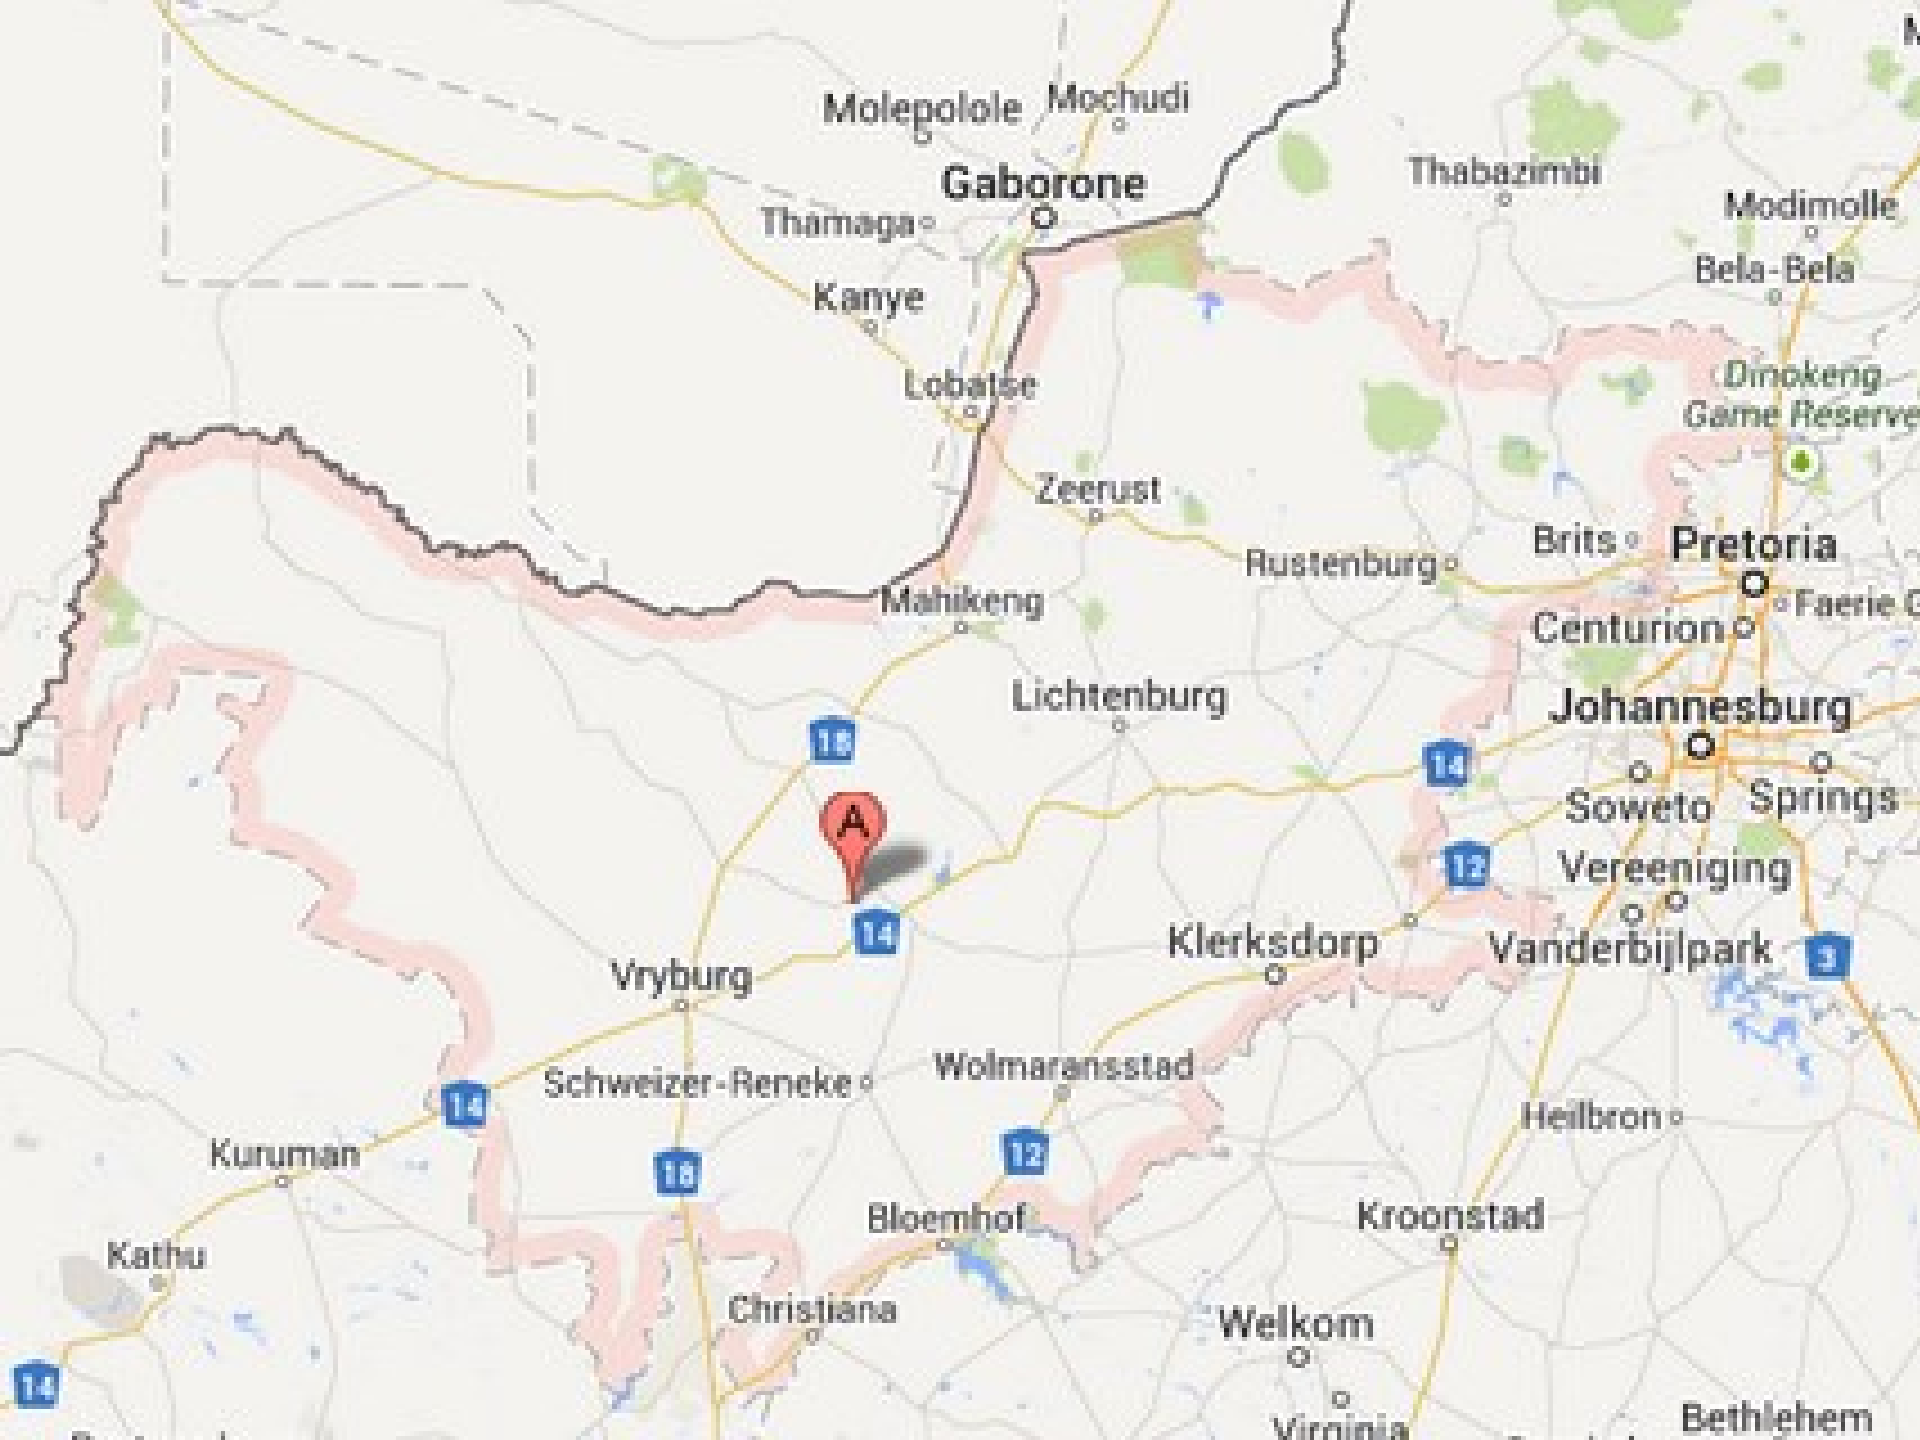 Molepolole
Mochudi
Gaborone
Thabazimbi
Thamaga
Modimolle
Bela-Bela
Kanye
Lobatse
Dinokeng
Game Reserve
Zeerust
Brits
Pretoria
Rustenburg
Mahikeng
Faerie
Centurion
Lichtenburg
Johannesburg
18
14
Soweto
Springs
A
12
Vereeniging
14
Klerksdorp
Vanderbijlpark
3
Vryburg
Wolmaransstad
Schweizer-Reneke
14
Heilbron
Kuruman
12
18
Bloemhof
Kroonstad
Kathu
Christiana
Welkom
14
Virginia
Bethlehem